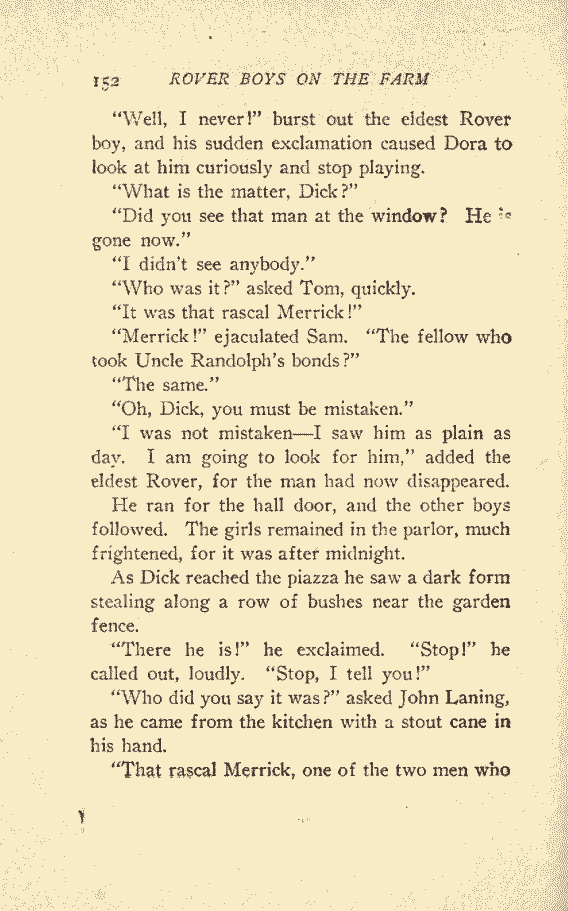 152 ROVER BOYS ON THE FARM
"Well, I never!" burst out the eldest Rover
boy, and his sudden exclamation caused Dora to
look at him curiously and stop playing.
"What is the matter, Dick?"
"Did you see that man at the window? He is
gone now."
"I didn't see anybody."
"Who was it?" asked Tom, quickly.
"It was that rascal Merrick!"
"Merrick!" ejaculated Sam. "The fellow who
took Uncle Randolph's bonds?"
"The same."
"Oh, Dick, you must be mistaken."
"I was not mistaken—I saw him as plain as
day. I am going to look for him," added the
eldest Rover, for the man had now disappeared.
He ran for the hall door, and the other boys
followed. The girls remained in the parlor, much
frightened, for it was after midnight.
As Dick reached the piazza he saw a dark form
stealing along a row of bushes near the garden
fence.
"There he is!" he exclaimed. "Stop!" he
called out, loudly. "Stop, I tell you!"
"Who did you say it was?" asked John Laning,
as he came from the kitchen with a stout cane in
his hand.
"That rascal Merrick, one of the two men who